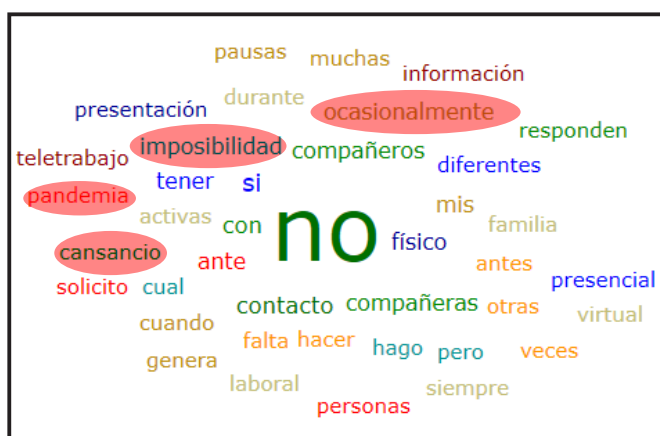 pausas muchas
información
durante
presentación ocasionalmente
responden
imposibilidad compañeros
teletrabajo diferentes
tener si
pandemia mis
activas con no familia
cansancio ante físico antes
solicito cual presencial
contacto compañeras otras virtual
cuando
falta hacer hago pero veces
genera
laboral siempre
personas